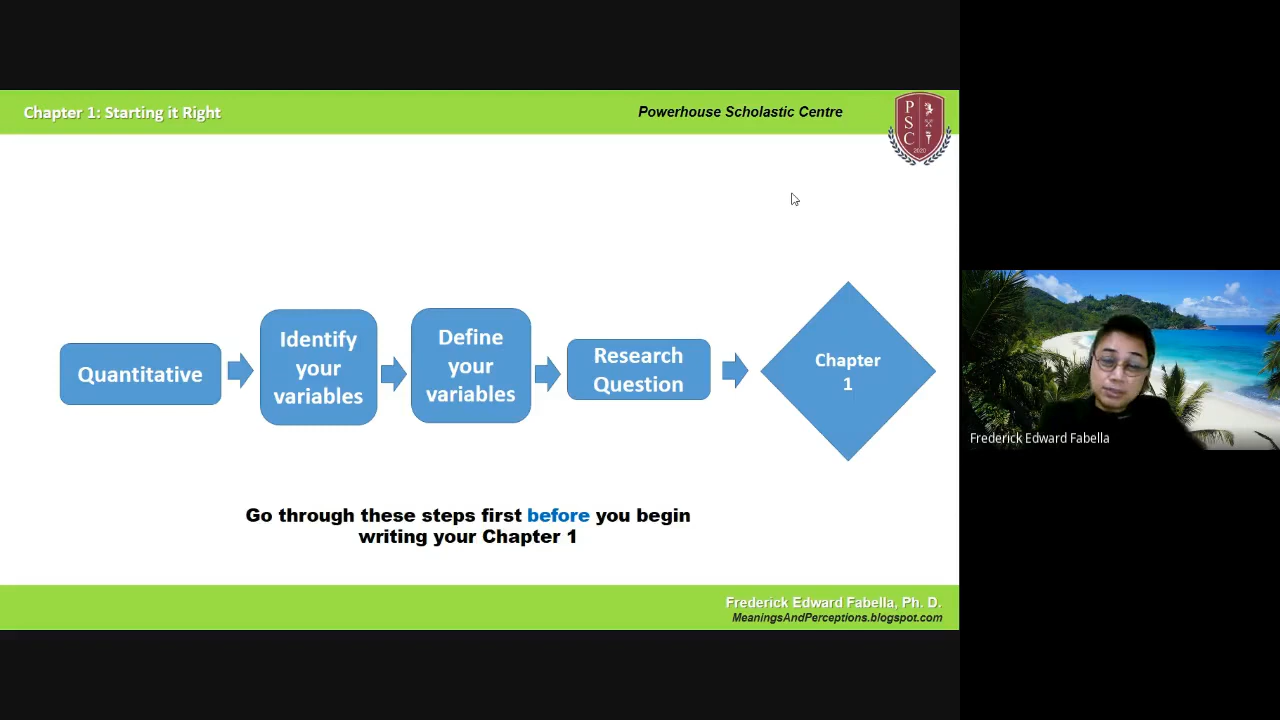 Chapter 1: Starting it Right
Powerhouse Scholastic Centre
P
S
C
2020
Quantitative
Identify
your
variables
Define
your
variables
Research
Question
Chapter
1
Go through these steps first before you begin
writing your Chapter 1
Frederick Edward Fabella, Ph. D.
MeaningsAndPerceptions.blogspot.com
Frederick Edward Fabella